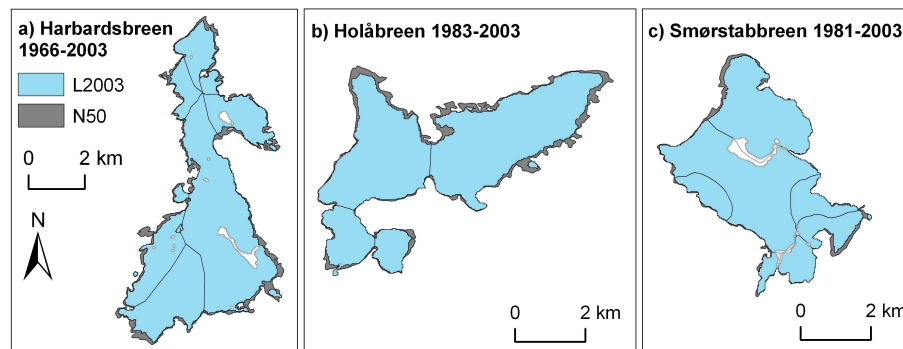 a) Harbardsbreen
1966-2003
L2003
N50
0 2 km
N
b) Holåbreen 1983-2003
0 2 km
c) Smørstabbreen 1981-2003
0 2 km